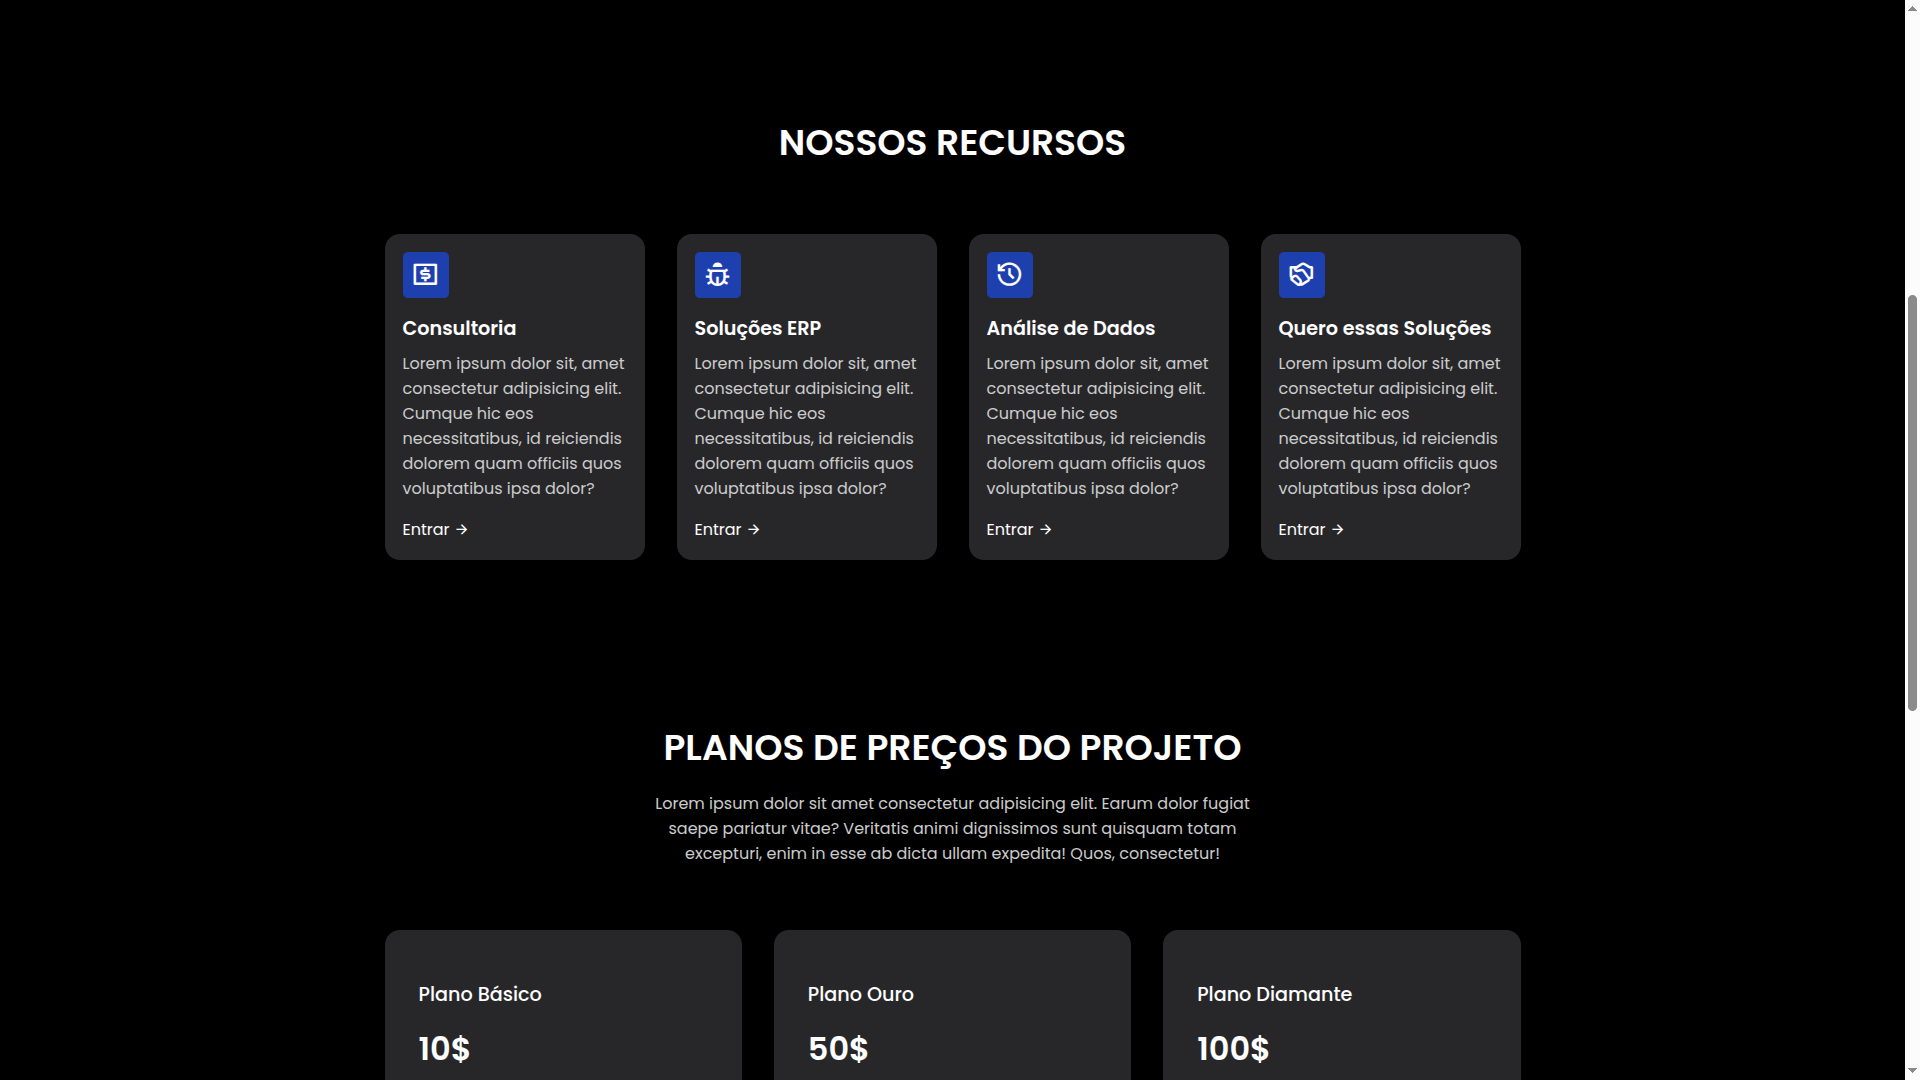 NOSSOS RECURSOS
Consultoria
Lorem ipsum dolor sit, amet
consectetur adipisicing elit.
Cumque hic eos
necessitatibus, id reiciendis
dolorem quam officiis quos
voluptatibus ipsa dolor?
Entrar →
Soluções ERP
Lorem ipsum dolor sit, amet
consectetur adipisicing elit.
Cumque hic eos
necessitatibus, id reiciendis
dolorem quam officiis quos
voluptatibus ipsa dolor?
Entrar →
Análise de Dados
Lorem ipsum dolor sit, amet
consectetur adipisicing elit.
Cumque hic eos
necessitatibus, id reiciendis
dolorem quam officiis quos
voluptatibus ipsa dolor?
Entrar →
Quero essas Soluções
Lorem ipsum dolor sit, amet
consectetur adipisicing elit.
Cumque hic eos
necessitatibus, id reiciendis
dolorem quam officiis quos
voluptatibus ipsa dolor?
Entrar →
PLANOS DE PREÇOS DO PROJETO
Lorem ipsum dolor sit amet consectetur adipisicing elit. Earum dolor fugiat
saepe pariatur vitae? Veritatis animi dignissimos sunt quisquam totam
excepturi, enim in esse ab dicta ullam expedita! Quos, consectetur!
Plano Básico
10$
Plano Ouro
50$
Plano Diamante
100$